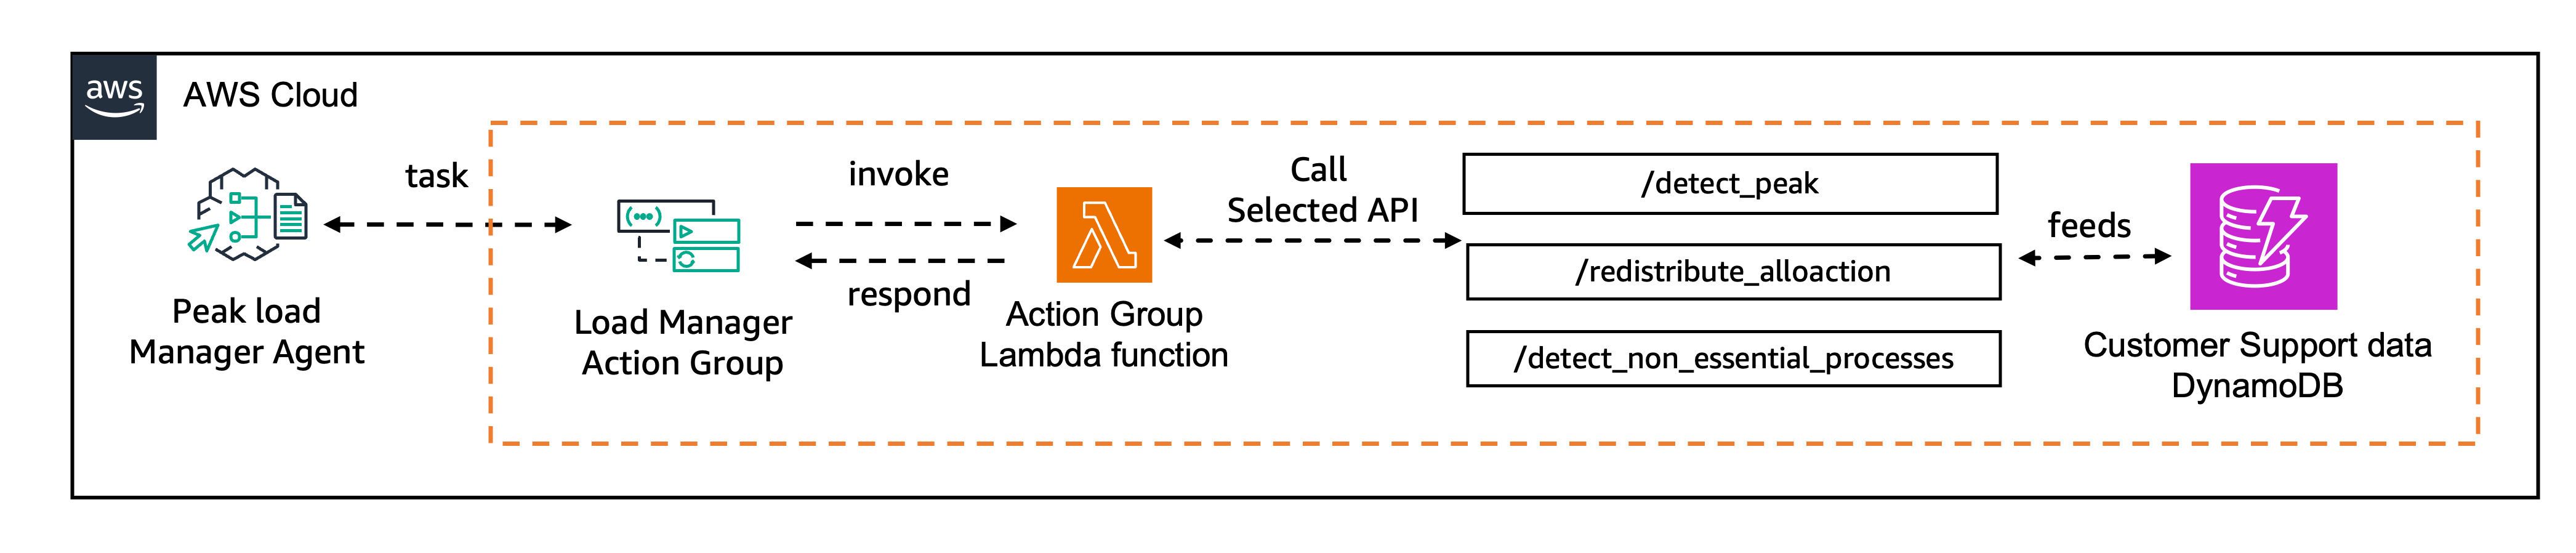 aws
AWS Cloud
task
Peak load
Manager Agent
invoke
respond
Load Manager
Action Group
Action Group
Lambda function
Call
Selected API
/detect_peak
/redistribute_alloaction
/detect_non_essential_processes
feeds
Customer Support data
DynamoDB